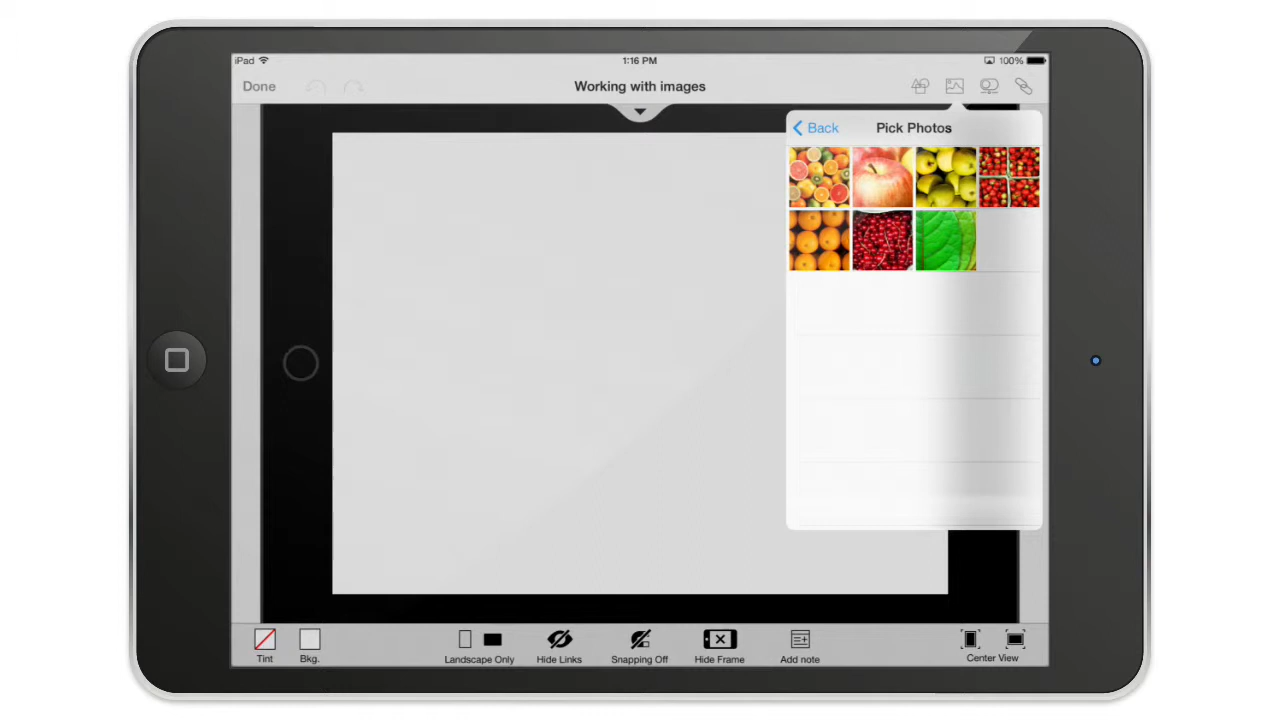 iPad 1:16 PM 100%
Done Working with images
Back Pick Photos
Tint Bkg. Landscape Only Hide Links Snapping Off Hide Frame Add note Center View